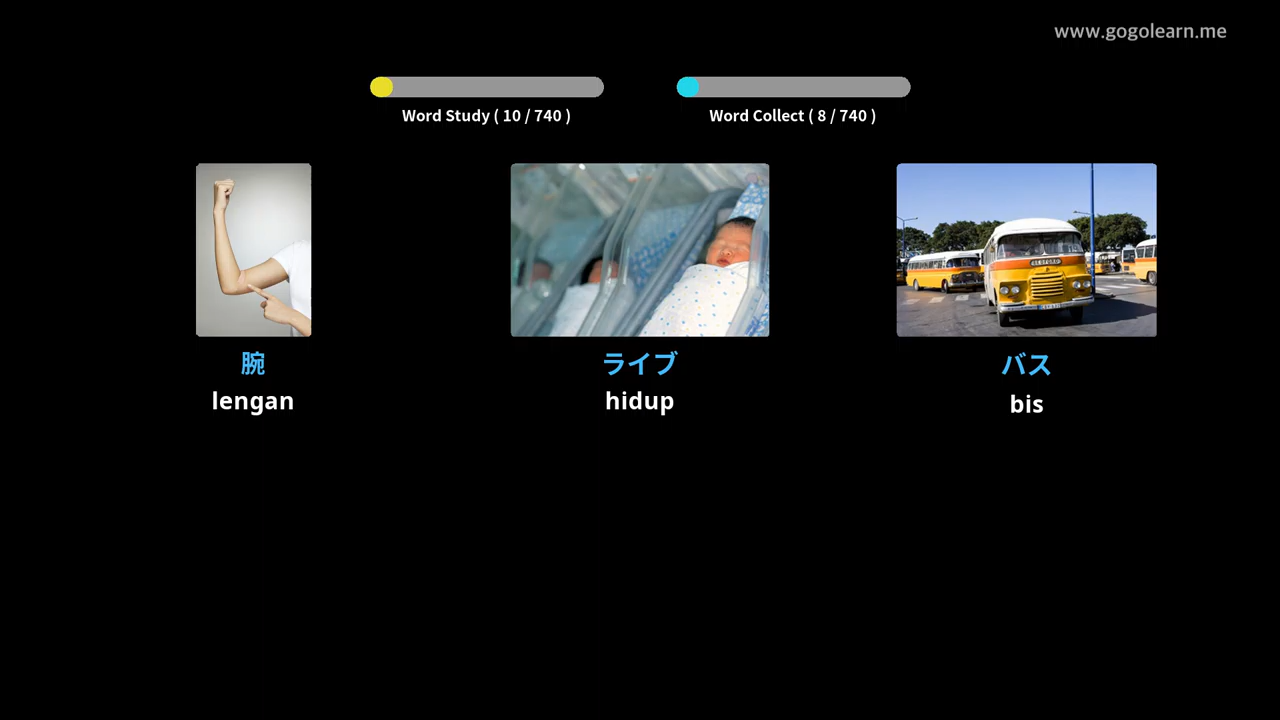 www.gogolearn.me
Word Study ( 10 / 740 )
Word Collect ( 8 / 740 )
腕
lengan
ライブ
hidup
バス
bis
BEDFORD